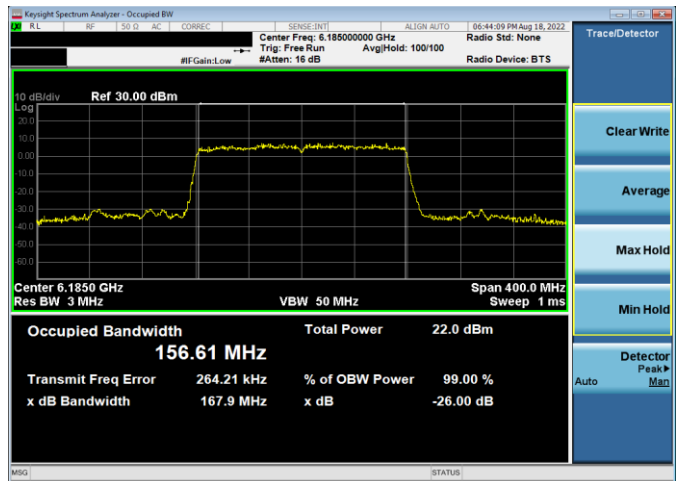 Keysight Spectrum Analyzer - Occupied BW
RL RF 50 Ω AC CORREC SENSE:INT ALIGN AUTO 06:44:09 PM Aug 18, 2022
Center Freq: 6.185000000 GHz Radio Std: None
Trig: Free Run Avg|Hold: 100/100
#IFGain:Low #Atten: 16 dB Radio Device: BTS
Trace/Detector
10 dB/div Ref 30.00 dBm
Log
20.0
10.0
0.00
-10.0
-20.0
-30.0
-40.0
-50.0
-60.0
Center 6.1850 GHz Span 400.0 MHz
Res BW 3 MHz VBW 50 MHz Sweep 1 ms
Occupied Bandwidth Total Power 22.0 dBm
156.61 MHz
Transmit Freq Error 264.21 kHz % of OBW Power 99.00 %
x dB Bandwidth 167.9 MHz x dB -26.00 dB
Clear Write
Average
Max Hold
Min Hold
Detector
Peak▶
Auto Man
MSG STATUS